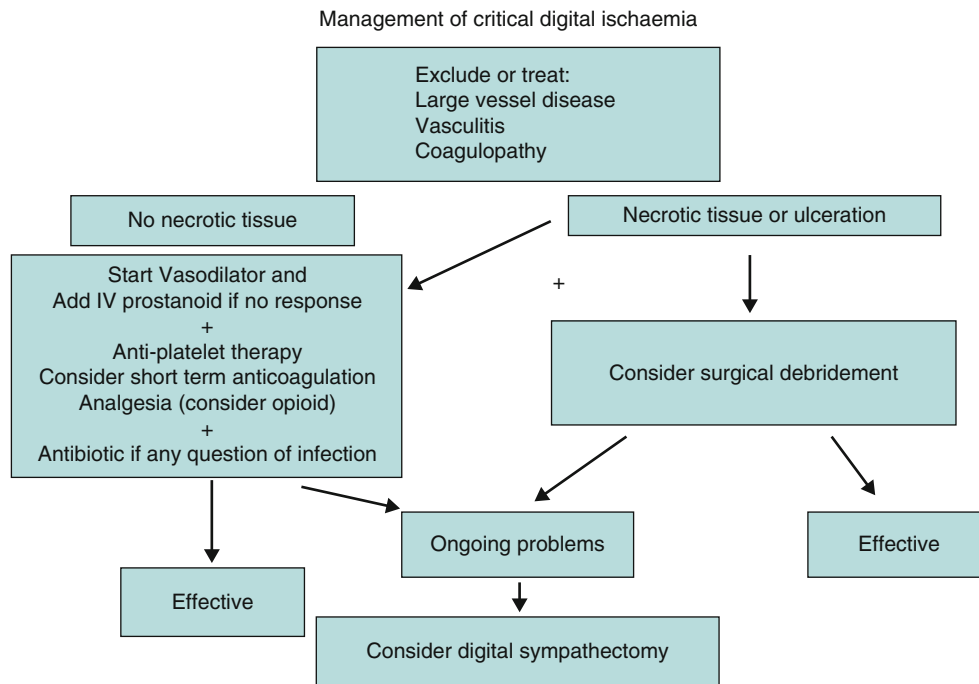 Management of critical digital ischaemia
Exclude or treat:
Large vessel disease
Vasculitis
Coagulopathy
No necrotic tissue
Necrotic tissue or ulceration
Start Vasodilator and
Add IV prostanoid if no response
+
Anti-platelet therapy
Consider short term anticoagulation
Analgesia (consider opioid)
+
Antibiotic if any question of infection
+
Consider surgical debridement
Effective
Ongoing problems
Effective
Consider digital sympathectomy